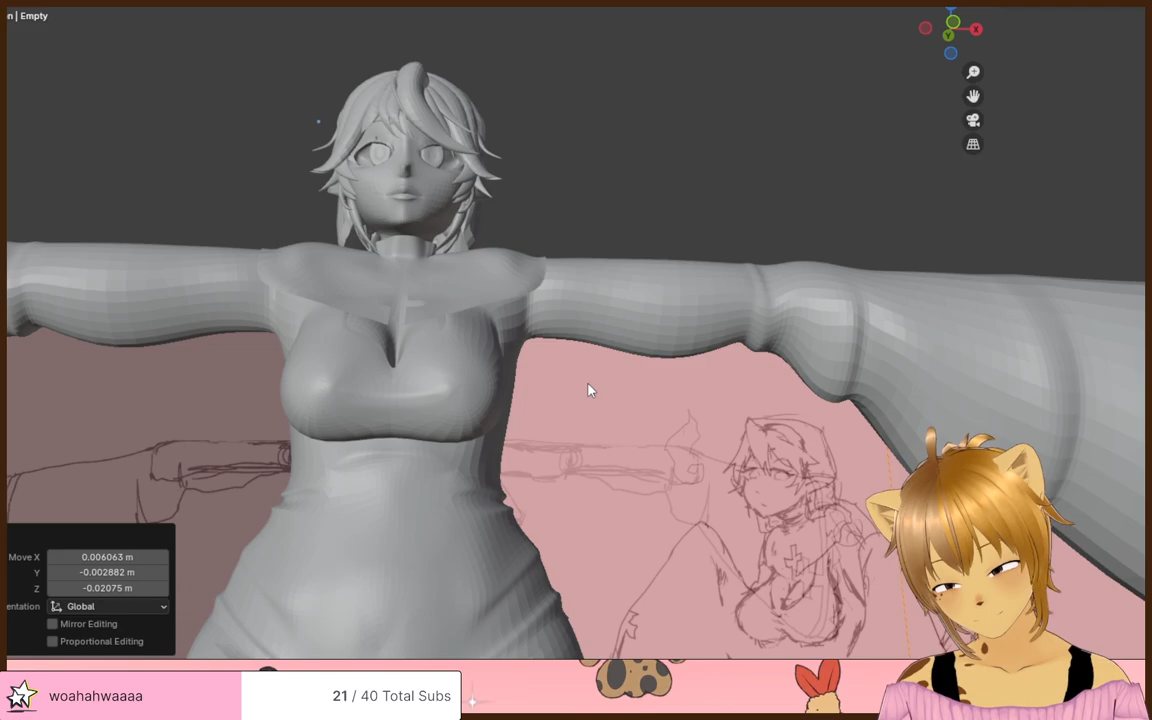 n | Empty
X
Y
Move X 0.006063 m
Y -0.002882 m
Z -0.02075 m
entation Global
Mirror Editing
Proportional Editing
woahahwaaaa 21 / 40 Total Subs